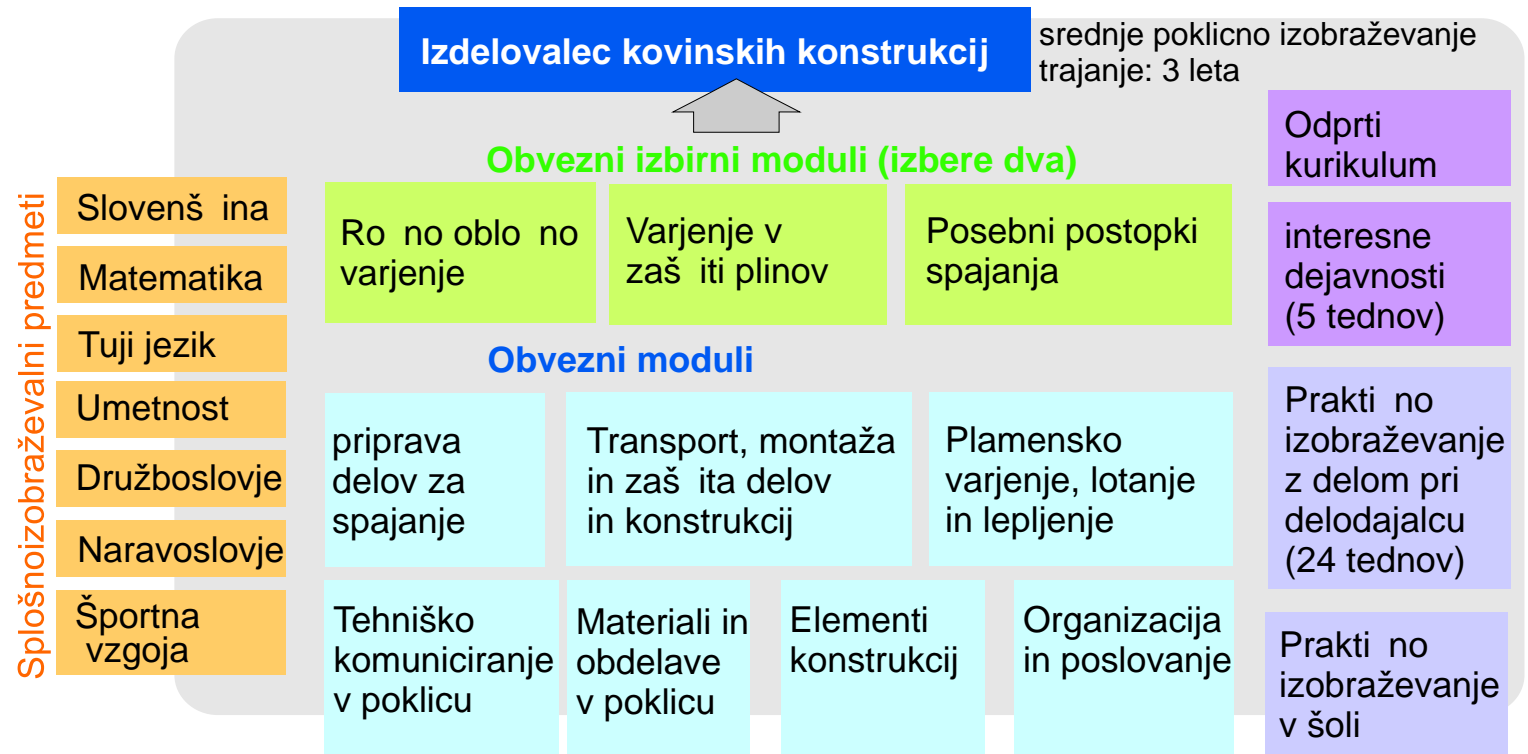 Izdelovalec kovinskih konstrukcij
srednje poklicno izobraževanje
trajanje: 3 leta
Splošnoizobraževalni predmeti
Slovenš ina
Matematika
Tuji jezik
Umetnost
Družboslovje
Naravoslovje
Športna
vzgoja
Obvezni izbirni moduli (izbere dva)
Ro no oblo no
varjenje
Varjenje v
zaš iti plinov
Posebni postopki
spajanja
Obvezni moduli
priprava
delov za
spajanje
Transport, montaža
in zaš ita delov
in konstrukcij
Plamensko
varjenje, lotanje
in lepljenje
Tehniško
komuniciranje
v poklicu
Materiali in
obdelave
v poklicu
Elementi
konstrukcij
Organizacija
in poslovanje
Odprti
kurikulum
interesne
dejavnosti
(5 tednov)
Prakti no
izobraževanje
z delom pri
delodajalcu
(24 tednov)
Prakti no
izobraževanje
v šoli